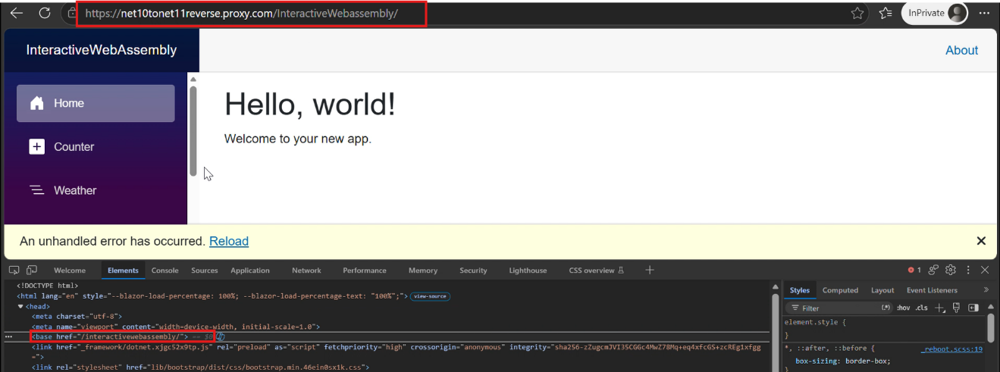 https://net10tonet11reverse.proxy.com/InteractiveWebassembly/
InPrivate
InteractiveWebAssembly
About
Home
Counter
Weather
Hello, world!
Welcome to your new app.
An unhandled error has occurred. Reload
Welcome Elements Console Sources Application Network Performance Memory Security Lighthouse CSS overview 1
<!DOCTYPE html>
<html lang="en" style="--blazor-load-percentage: 100%; --blazor-load-percentage-text: "100%";"> view-source
<head>
<meta charset="utf-8">
<meta name="viewport" content="width=device-width, initial-scale=1.0">
<base href="/interactivewebassembly/"> == $0
<link href="_framework/dotnet.xjgc52x9tp.js" rel="preload" as="script" fetchpriority="high" crossorigin="anonymous" integrity="sha256-zZugcmJVI35CGGc4MwZ78Mq+eq4xfcGS+zcREg1xfgg
=">
<link rel="stylesheet" href="lib/bootstrap/dist/css/bootstrap.min.46ein0sx1k.css">
Styles Computed Layout Event Listeners
Filter :hov .cls
element.style {
}
*, ::after, ::before { _reboot.scss:19
box-sizing: border-box;
}